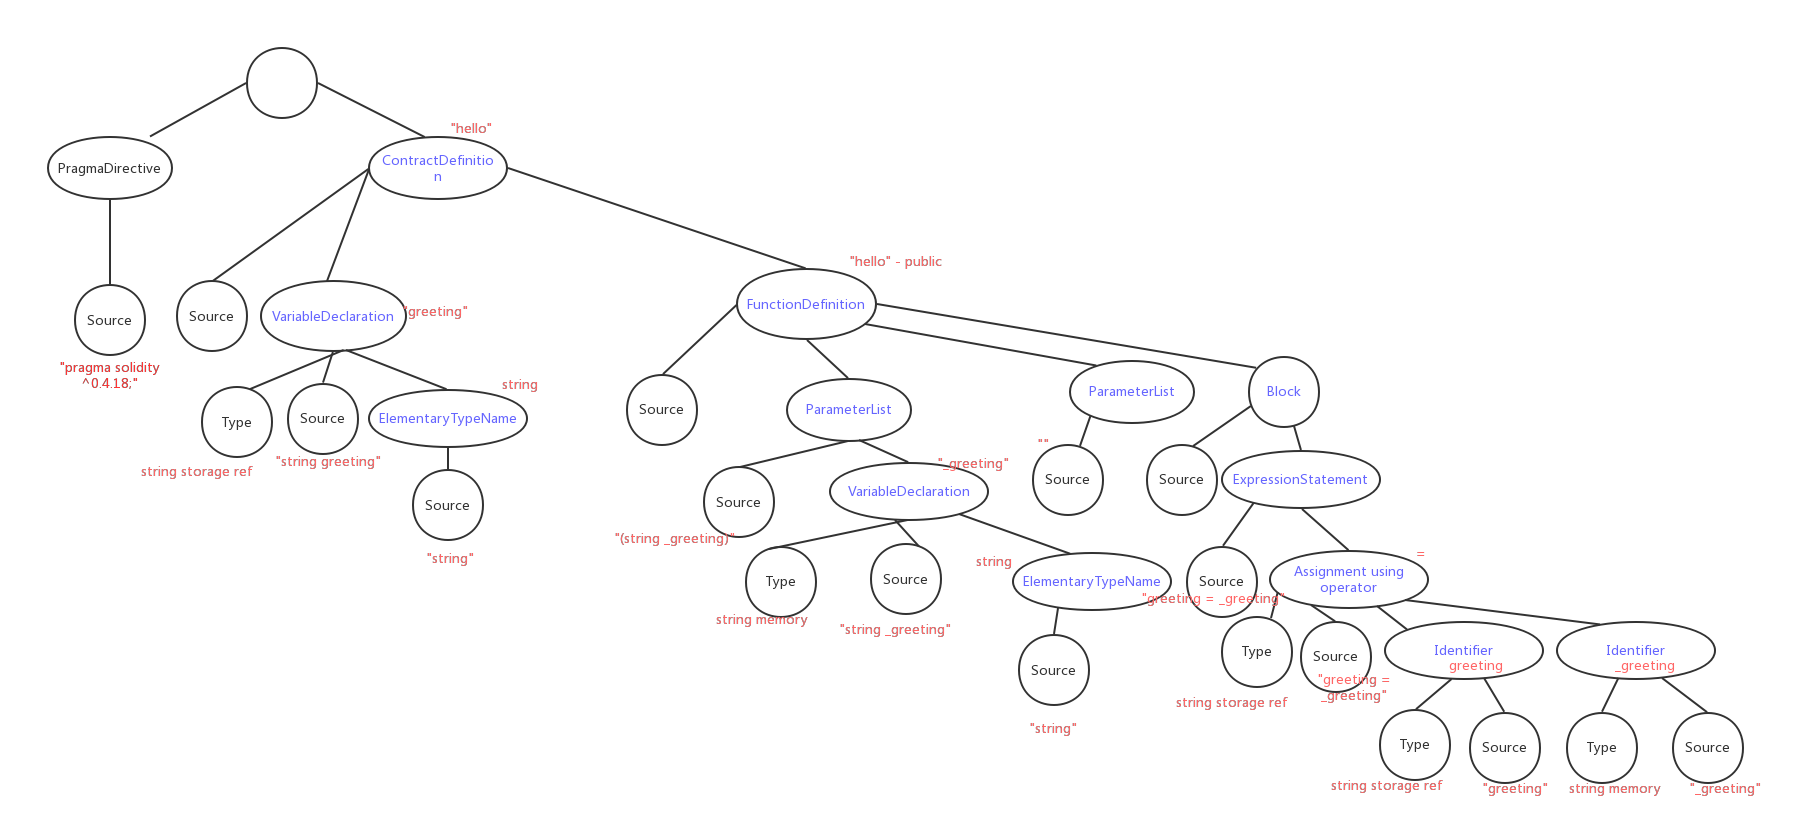 "hello"
PragmaDirective
ContractDefinitio
n
"hello" - public
FunctionDefinition
Source
"pragma solidity
^0.4.18;"
Source
VariableDeclaration
"greeting"
Type
string storage ref
Source
"string greeting"
string
ElementaryTypeName
Source
"string"
Source
ParameterList
ParameterList
Block
Source
"(string _greeting)"
"_greeting"
VariableDeclaration
""
Source
Source
ExpressionStatement
Type
string memory
Source
"string _greeting"
string
ElementaryTypeName
Source
"string"
Source
"greeting = _greeting"
=
Assignment using
operator
Type
string storage ref
Source
"greeting =
_greeting"
Identifier
greeting
Identifier
_greeting
Type
string storage ref
Source
"greeting"
Type
string memory
Source
"_greeting"